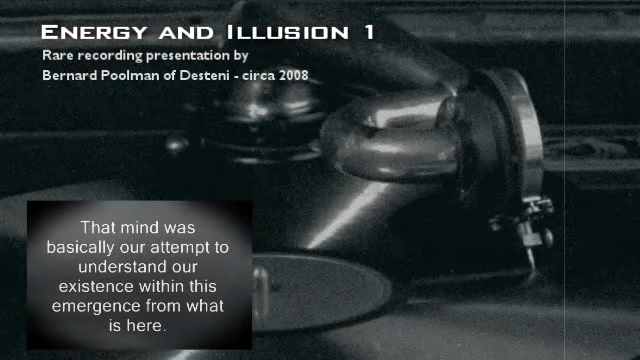 Energy and Illusion 1
Rare recording presentation by
Bernard Poolman of Desteni - circa 2008
That mind was
basically our attempt to
understand our
existence within this
emergence from what
is here.